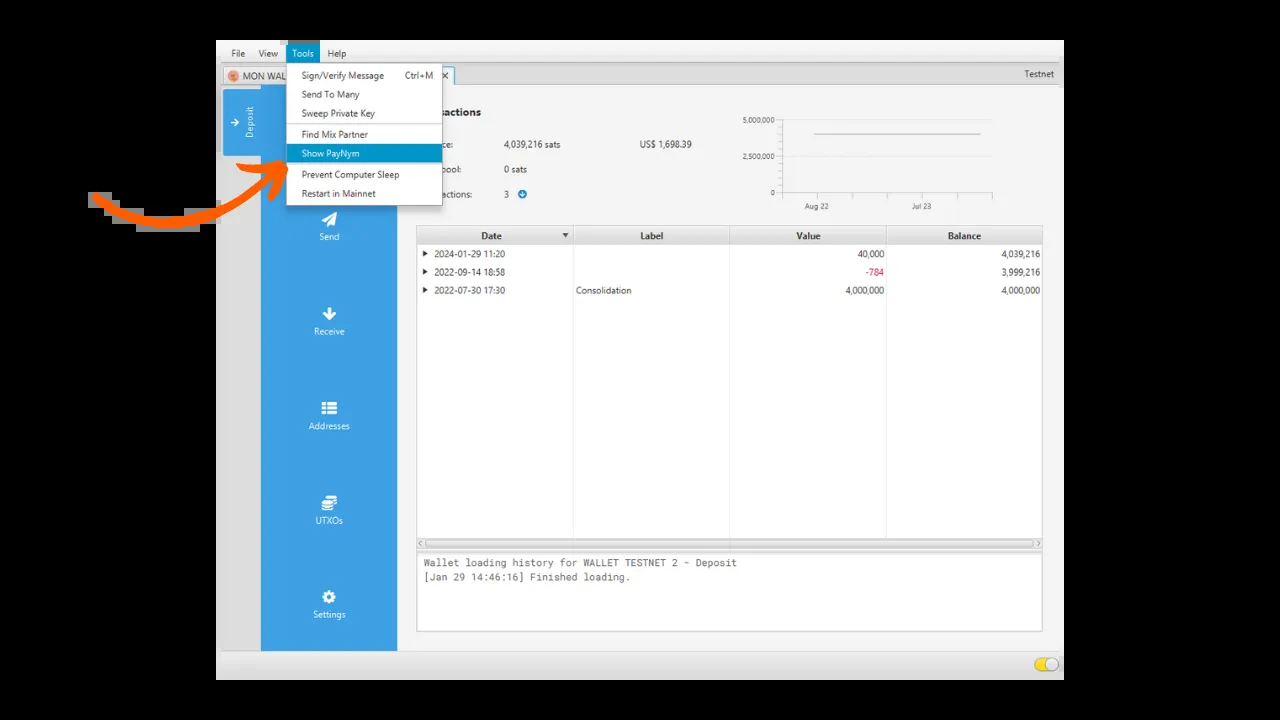 File View Tools Help
MON WAL
Testnet
Sign/Verify Message Ctrl+M
Send To Many
Sweep Private Key
Find Mix Partner
Show PayNym
Prevent Computer Sleep
Restart in Mainnet
Deposit
Send
Receive
Addresses
UTXOs
Settings
sactions
ce: 4,039,216 sats US$ 1,698.39
pool: 0 sats
actions: 3
5,000,000
2,500,000
0
Aug 22 Jul 23
Date Label Value Balance
2024-01-29 11:20 40,000 4,039,216
2022-09-14 18:58 -784 3,999,216
2022-07-30 17:30 Consolidation 4,000,000 4,000,000
Wallet loading history for WALLET TESTNET 2 - Deposit
[Jan 29 14:46:16] Finished loading.